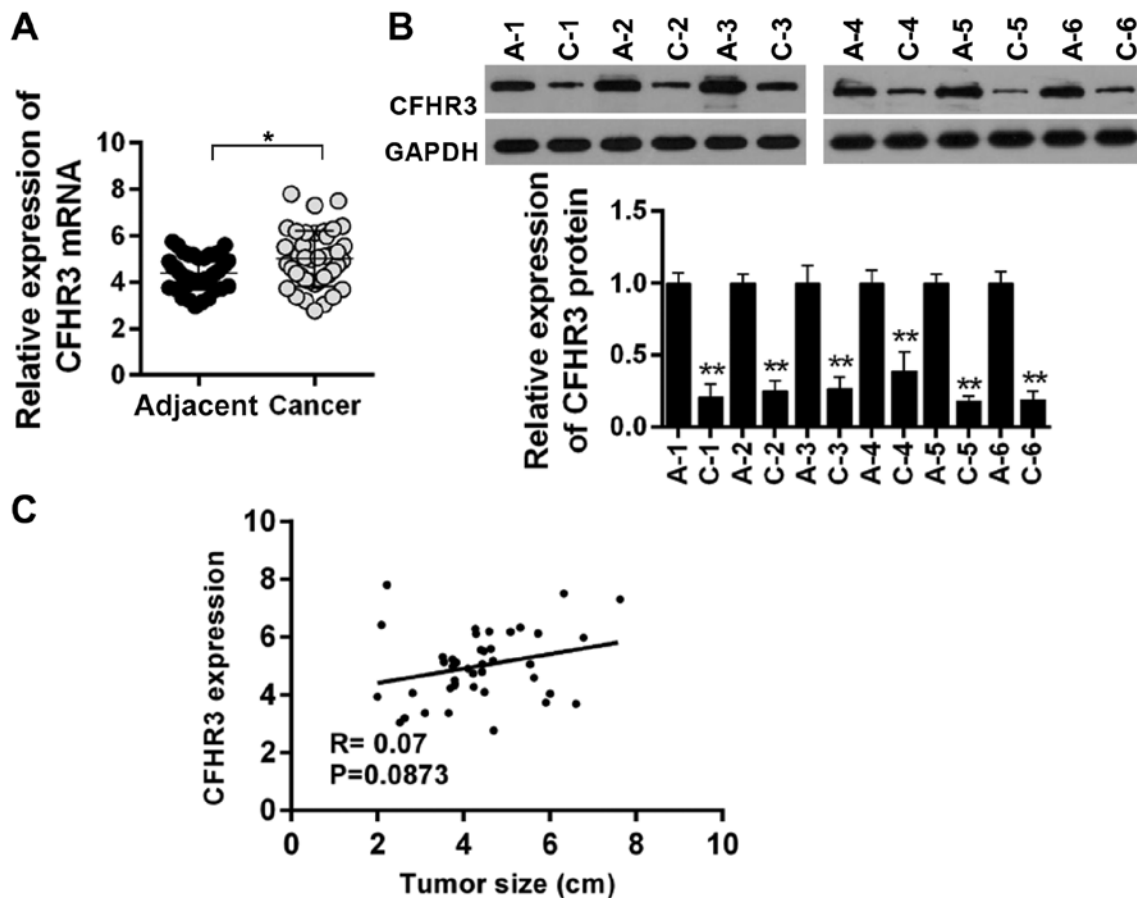 A
Relative expression of
CFHR3 mRNA
10
8
6
4
2
0
*
Adjacent Cancer
B
A-1 C-1 A-2 C-2 A-3 C-3 A-4 C-4 A-5 C-5 A-6 C-6
CFHR3
GAPDH
Relative expression
of CFHR3 protein
1.5
1.0
0.5
0.0
** ** ** ** ** **
A-1 C-1 A-2 C-2 A-3 C-3 A-4 C-4 A-5 C-5 A-6 C-6
C
CFHR3 expression
10
8
6
4
2
0
R= 0.07
P=0.0873
0 2 4 6 8 10
Tumor size (cm)